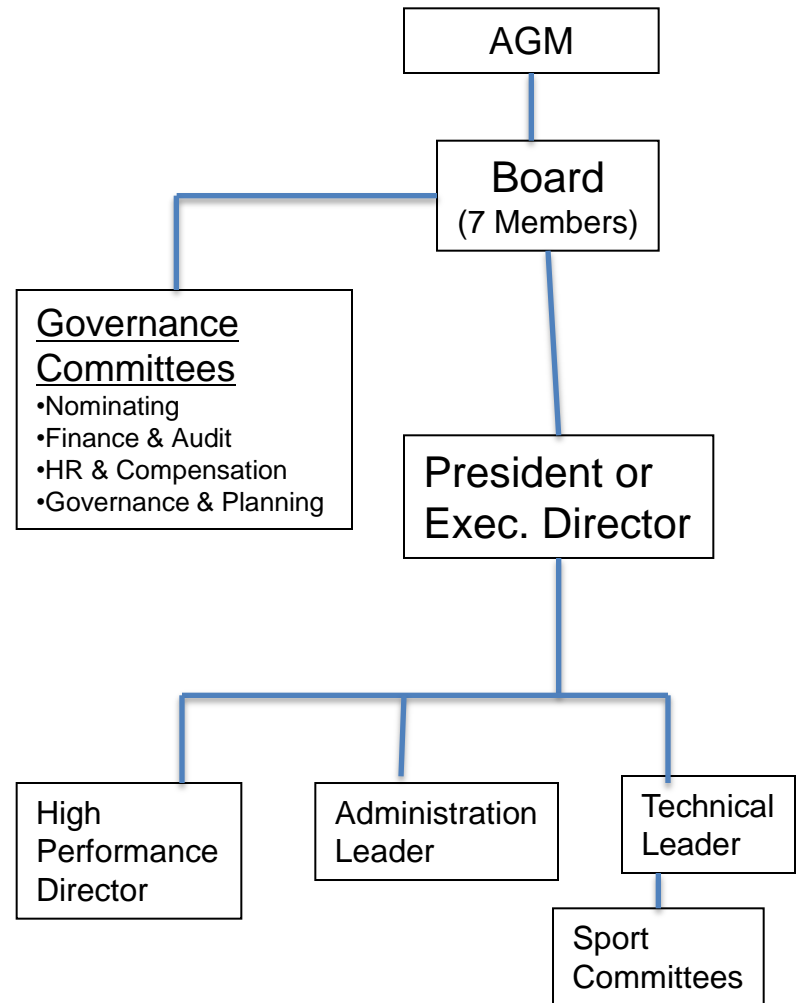 AGM
Board
(7 Members)
Governance
Committees
•Nominating
•Finance & Audit
•HR & Compensation
•Governance & Planning
President or
Exec. Director
High
Performance
Director
Administration
Leader
Technical
Leader
Sport
Committees